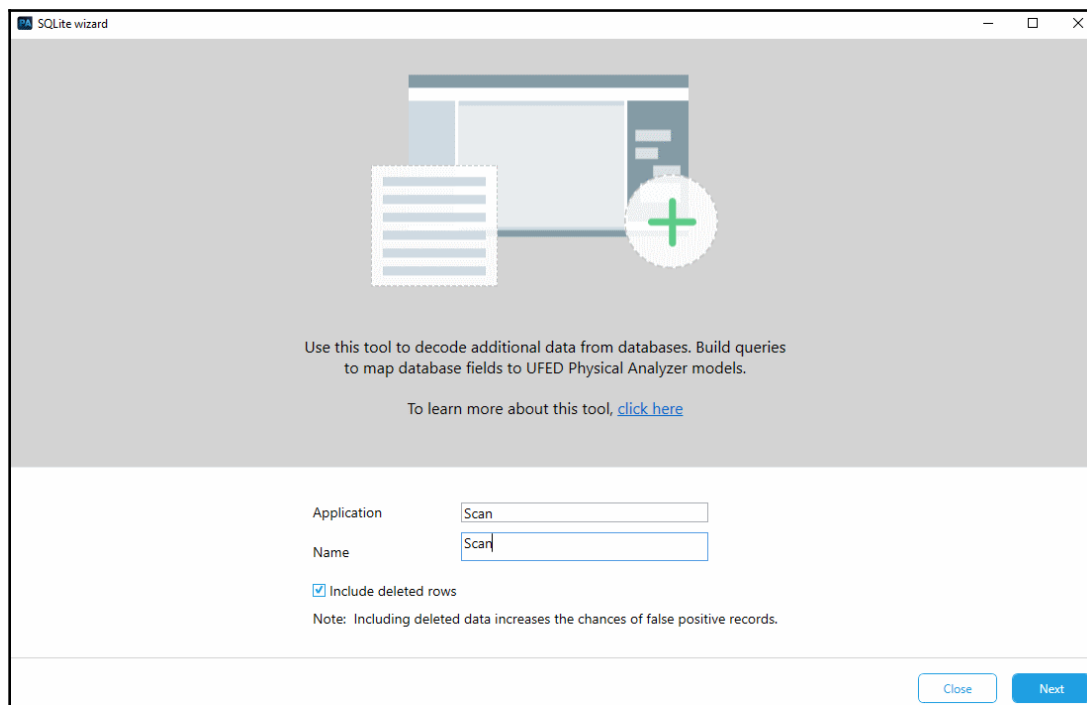 PA SQLite wizard
Use this tool to decode additional data from databases. Build queries
to map database fields to UFED Physical Analyzer models.
To learn more about this tool, click here
Application Scan
Name Scan
Include deleted rows
Note: Including deleted data increases the chances of false positive records.
Close Next